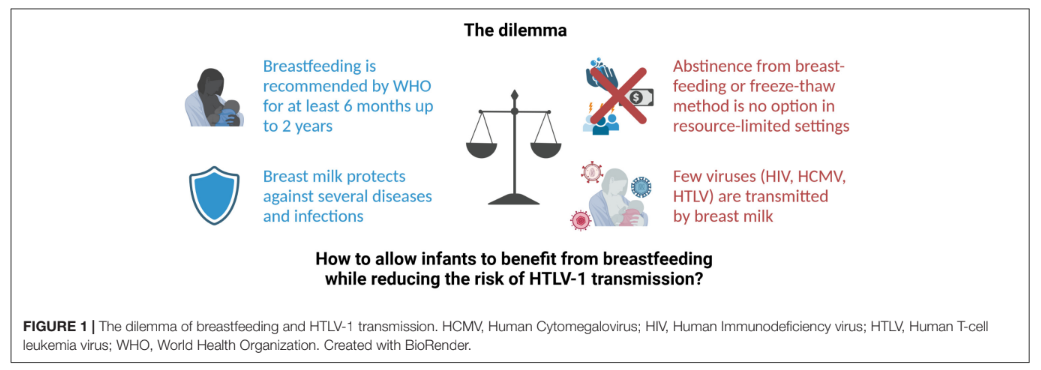 The dilemma
Breastfeeding is
recommended by WHO
for at least 6 months up
to 2 years
Breast milk protects
against several diseases
and infections
$
Abstinence from breast-
feeding or freeze-thaw
method is no option in
resource-limited settings
Few viruses (HIV, HCMV,
HTLV) are transmitted
by breast milk
How to allow infants to benefit from breastfeeding
while reducing the risk of HTLV-1 transmission?
FIGURE 1 | The dilemma of breastfeeding and HTLV-1 transmission. HCMV, Human Cytomegalovirus; HIV, Human Immunodeficiency virus; HTLV, Human T-cell
leukemia virus; WHO, World Health Organization. Created with BioRender.